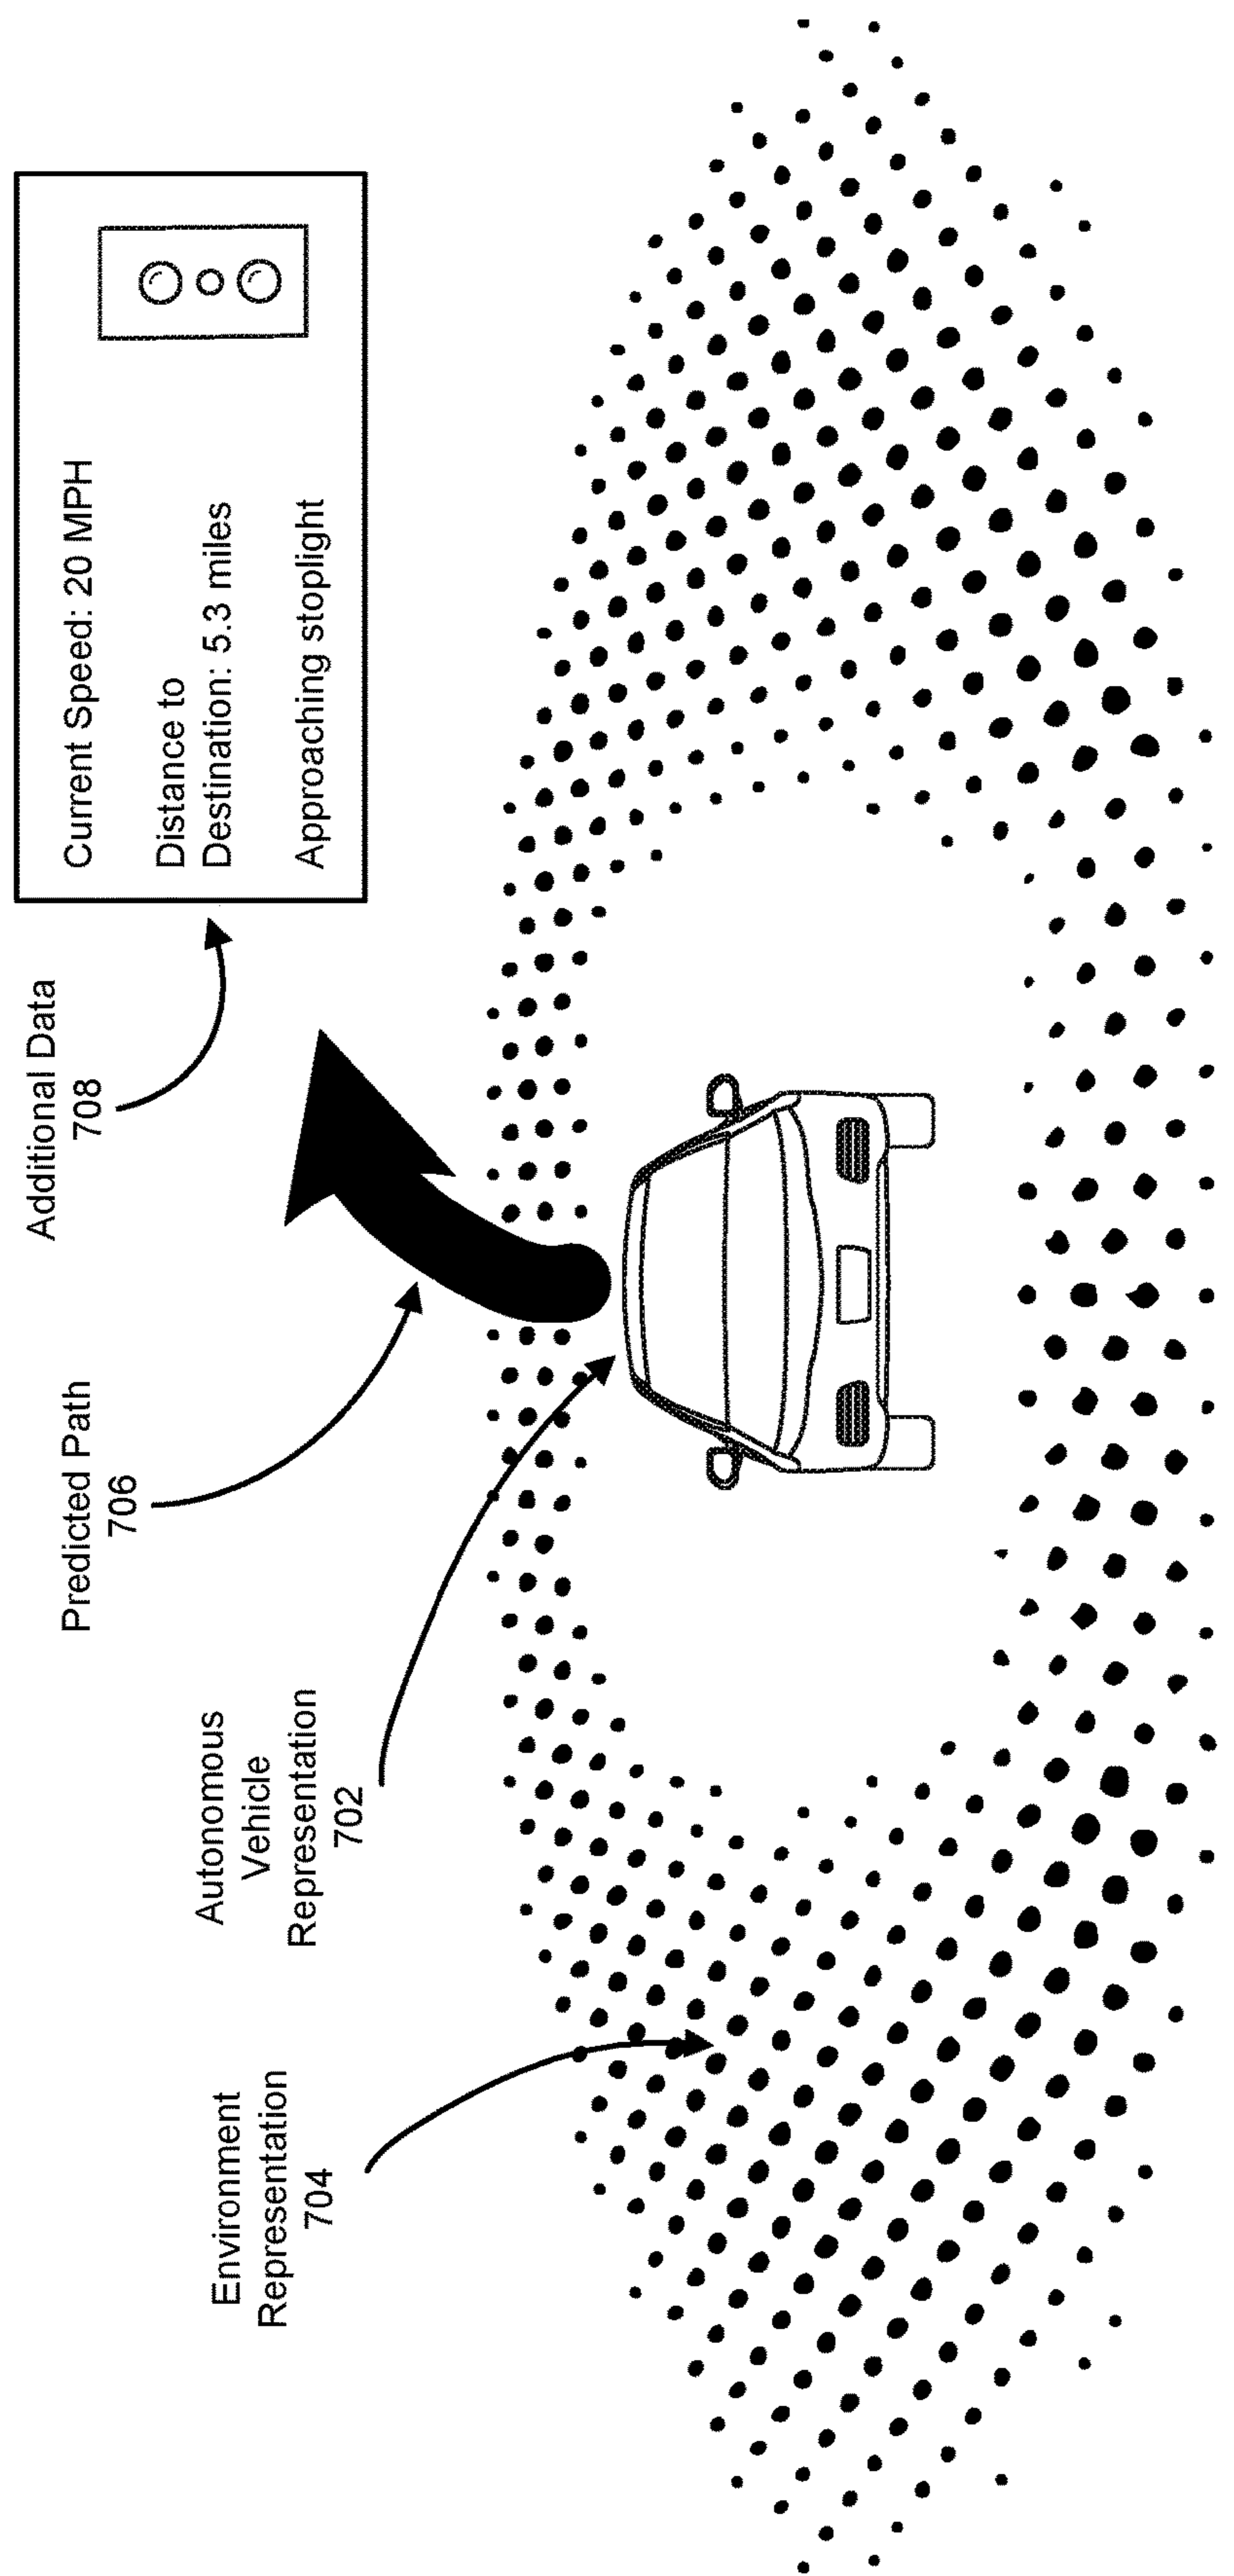 Environment
Representation
704
Autonomous
Vehicle
Representation
702
Predicted Path
706
Additional Data
708
Current Speed: 20 MPH
Distance to
Destination: 5.3 miles
Approaching stoplight